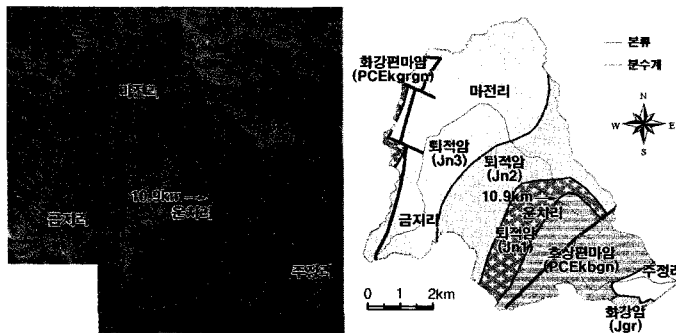 마전리
10.9km
금지리
운차리
주정리
화강편마암
(PCEkgrgn)
마전리
퇴적암
(Jn3)
퇴적암
(Jn2)
10.9km
운차리
금지리
퇴적암
(Jn1)
호상편마암
(PCEkbgn)
주정리
화강암
(Jgr)
본류
분수계
N
W
E
S
0 1 2km